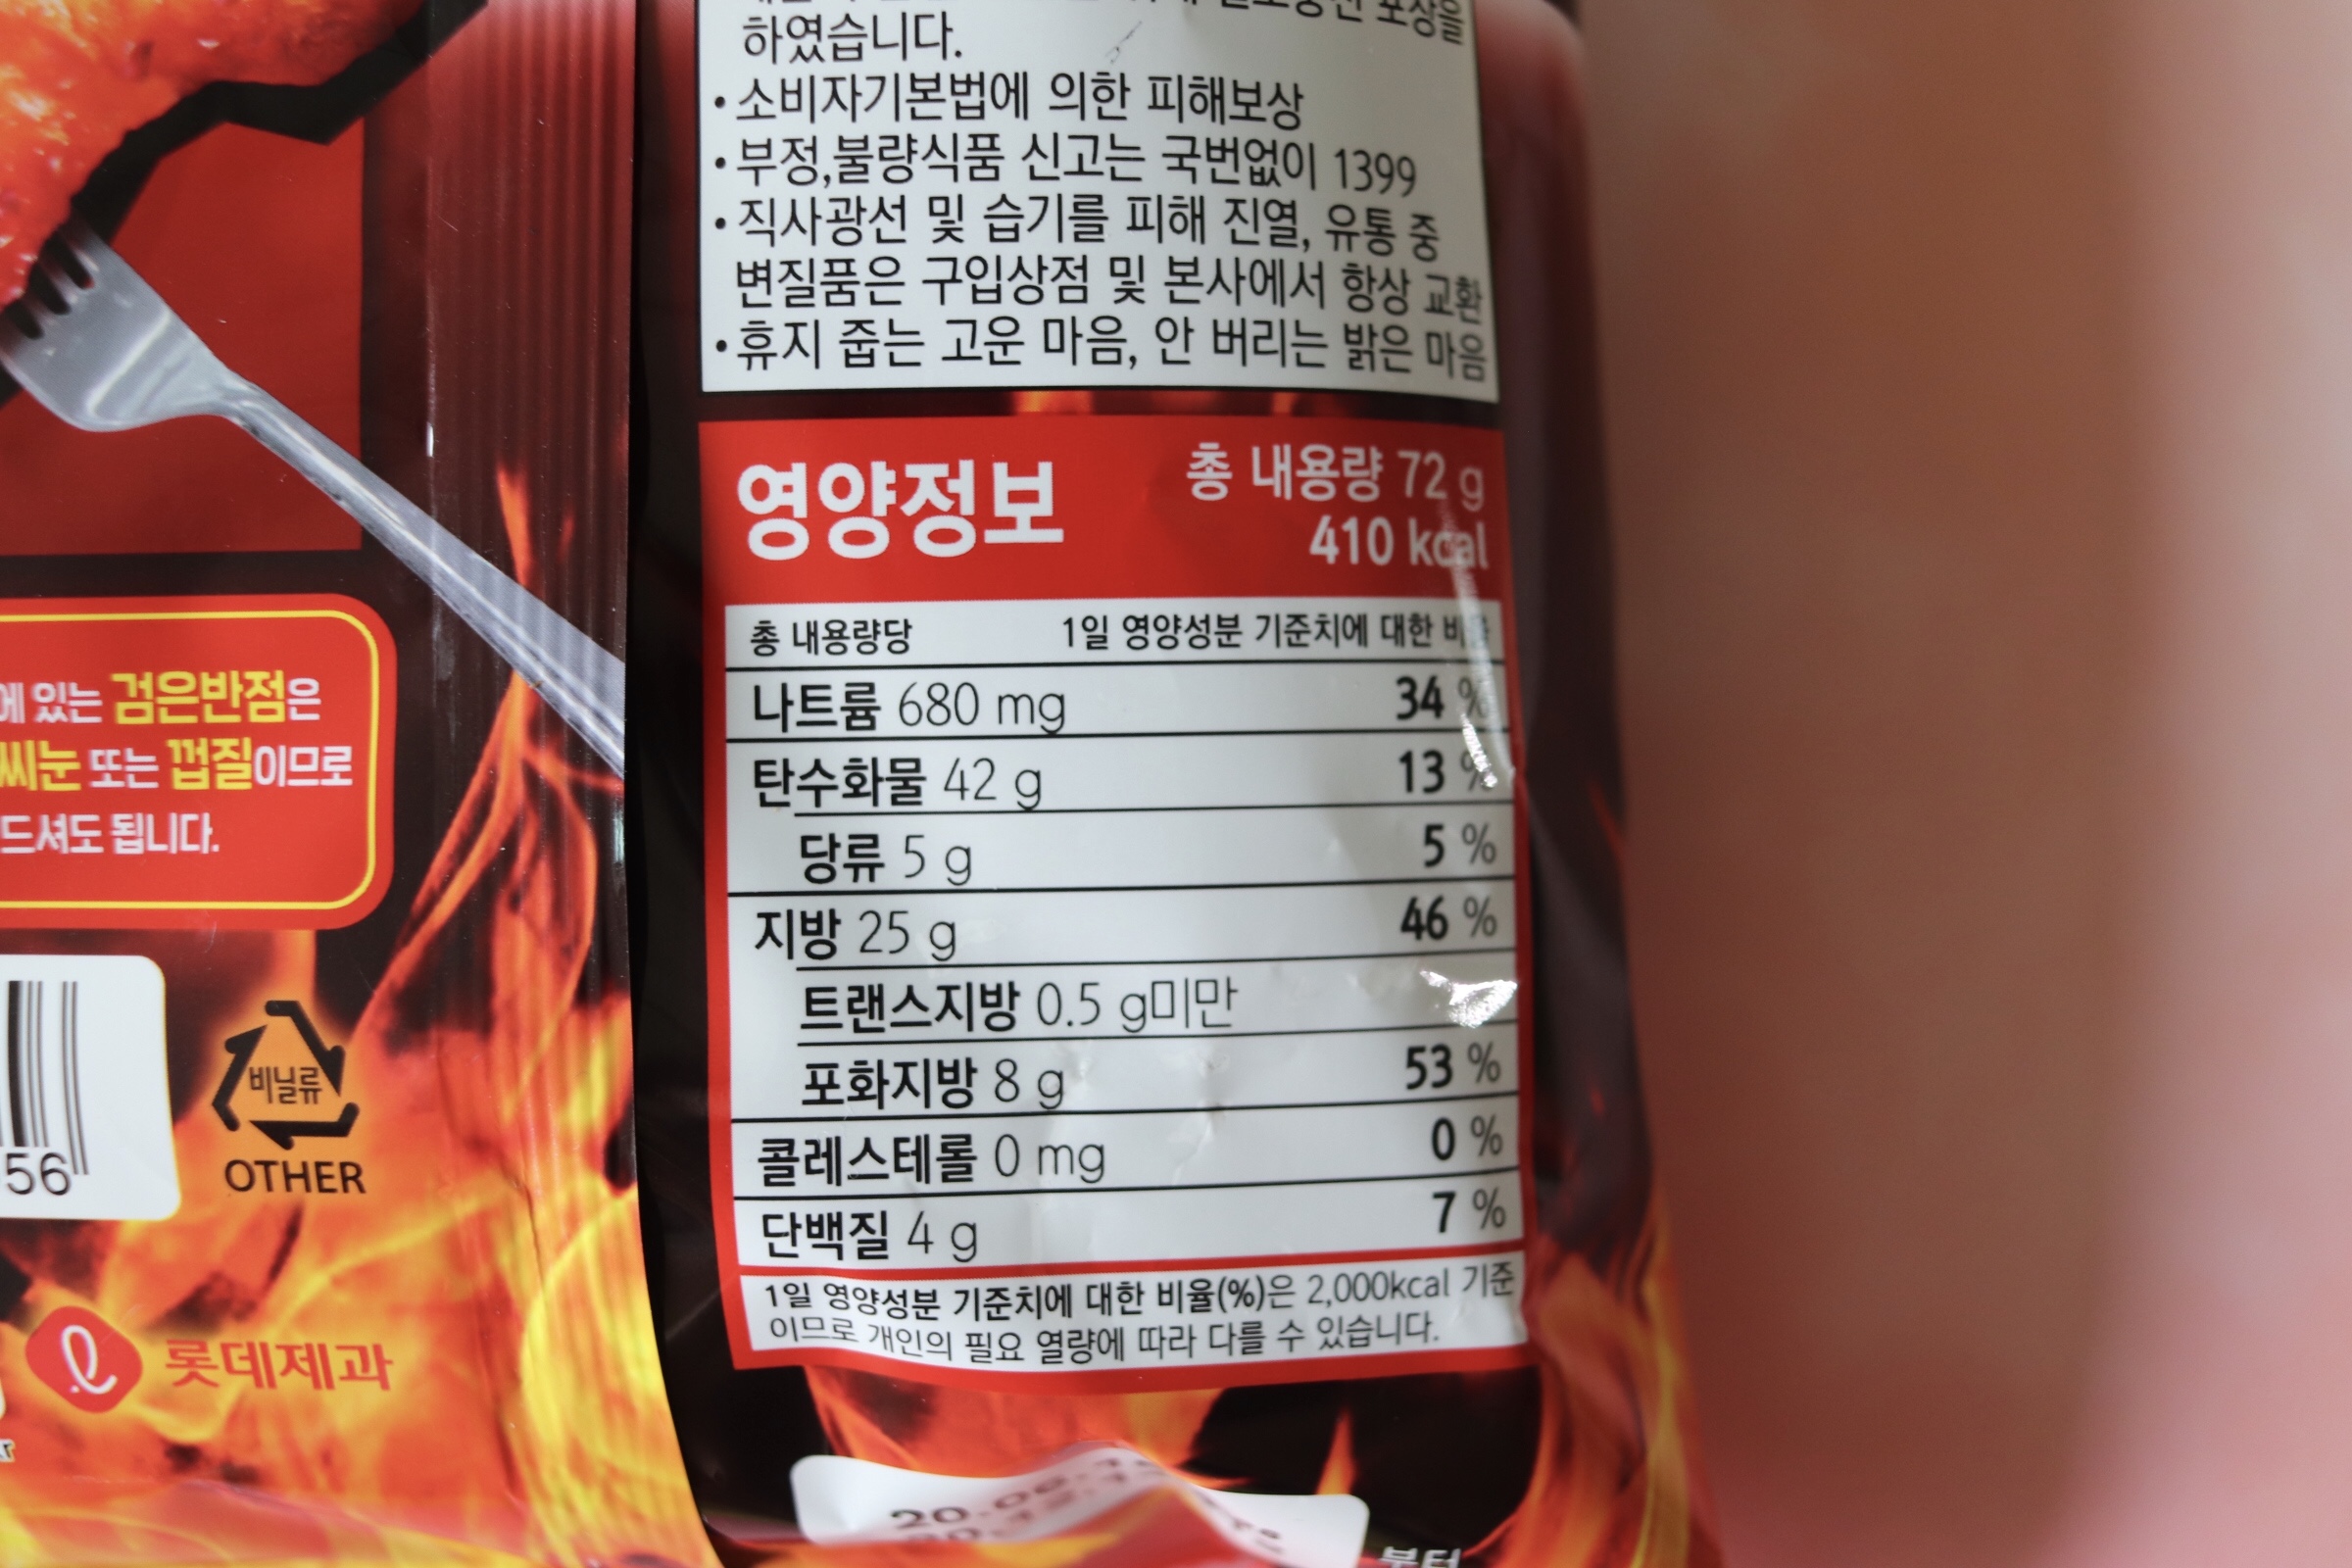 하였습니다.
• 소비자기본법에 의한 피해보상
• 부정,불량식품 신고는 국번없이 1399
• 직사광선 및 습기를 피해 진열, 유통 중
변질품은 구입상점 및 본사에서 항상 교환
• 휴지 줍는 고운 마음, 안 버리는 밝은 마음
영양정보
총 내용량 72 g
410 kcal
총 내용량당 1일 영양성분 기준치에 대한 비율
나트륨 680 mg 34 %
탄수화물 42 g 13 %
당류 5 g 5 %
지방 25 g 46 %
트랜스지방 0.5 g미만
포화지방 8 g 53 %
콜레스테롤 0 mg 0 %
단백질 4 g 7 %
1일 영양성분 기준치에 대한 비율(%)은 2,000kcal 기준
이므로 개인의 필요 열량에 따라 다를 수 있습니다.
에 있는 검은반점은
씨눈 또는 껍질이므로
드셔도 됩니다.
56
비닐류
OTHER
롯데제과
부터